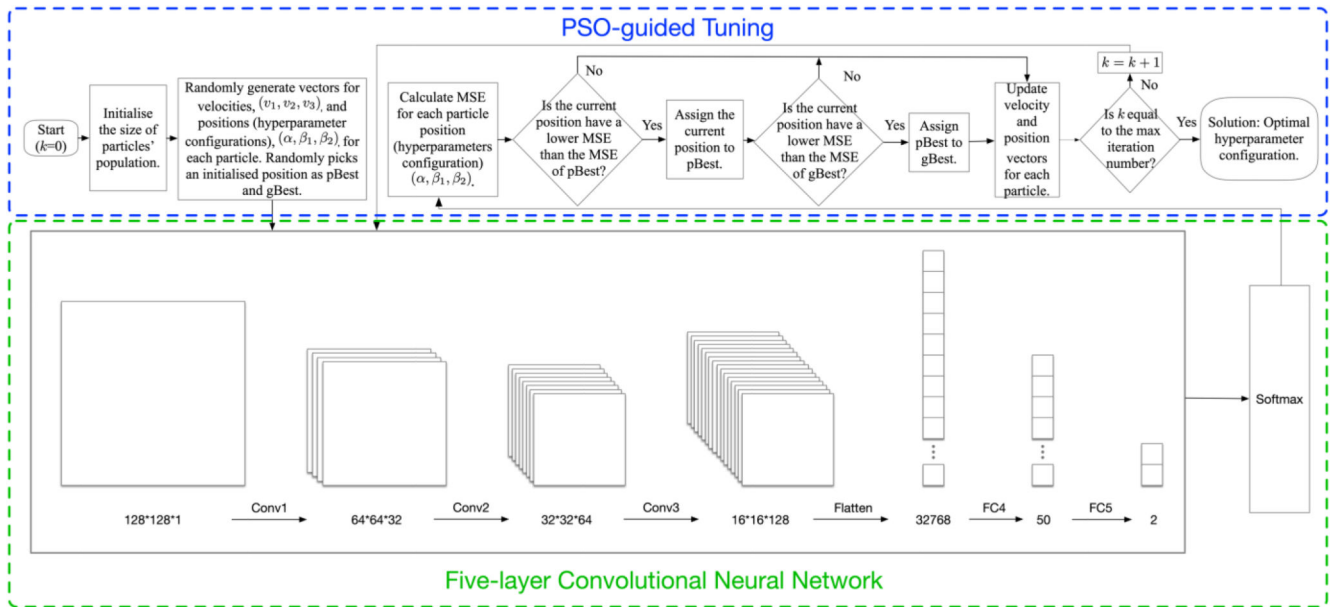 PSO-guided Tuning
Start
(k=0)
Initialise
the size of
particles'
population.
Randomly generate vectors for
velocities, (v₁, v₂, v₃), and
positions (hyperparameter
configurations), (α, β₁, β₂), for
each particle. Randomly picks
an initialised position as pBest
and gBest.
Calculate MSE
for each particle
position
(hyperparameters
configuration)
(α, β₁, β₂).
No
Is the current
position have a
lower MSE
than the MSE
of pBest?
Yes
Assign the
current
position to
pBest.
No
Is the current
position have a
lower MSE
than the MSE
of gBest?
Yes
Assign
pBest to
gBest.
Update
velocity
and
position
vectors
for each
particle.
k = k + 1
No
Is k equal
to the max
iteration
number?
Yes
Solution: Optimal
hyperparameter
configuration.
128*128*1
Conv1
64*64*32
Conv2
32*32*64
Conv3
16*16*128
Flatten
32768
FC4
50
FC5
2
Softmax
Five-layer Convolutional Neural Network